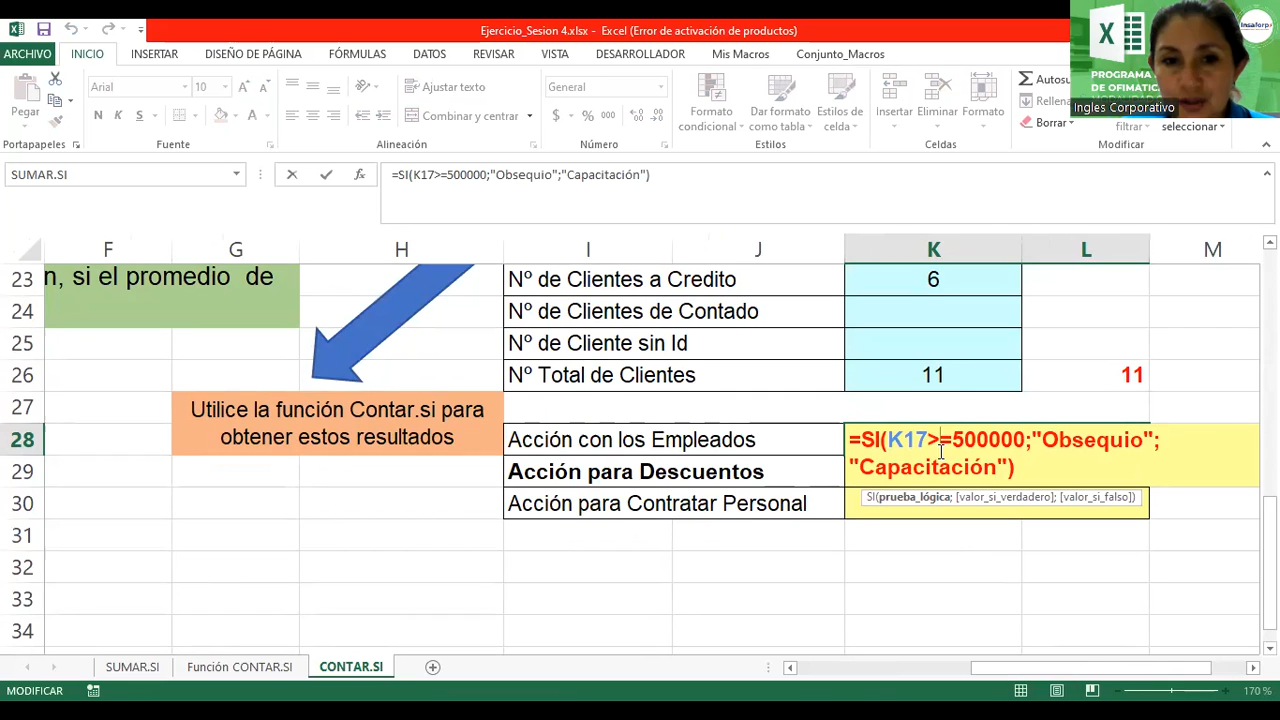 Ejercicio_Sesion 4.xlsx - Excel (Error de activación de productos)
ARCHIVO INICIO INSERTAR DISEÑO DE PÁGINA FÓRMULAS DATOS REVISAR VISTA DESARROLLADOR Mis Macros Conjunto_Macros
Arial 10 Ajustar texto General
Pegar N K S Combinar y centrar $ % 000 Formato condicional Dar formato como tabla Estilos de celda Insertar Eliminar Formato
Σ Autosu
Rellena
Borrar
filtrar seleccionar
Portapapeles Fuente Alineación Número Estilos Celdas Modificar
PROGRAMA
DE OFIMÁTIC
Ingles Corporativo
Insaforp
SUMAR.SI fx =SI(K17>=500000;"Obsequio";"Capacitación")
F G H I J K L M
23 n, si el promedio de Nº de Clientes a Credito 6
24 Nº de Clientes de Contado
25 Nº de Cliente sin Id
26 Nº Total de Clientes 11 11
27 Utilice la función Contar.si para
28 obtener estos resultados Acción con los Empleados =SI(K17>=500000;"Obsequio";
29 Acción para Descuentos "Capacitación")
30 Acción para Contratar Personal SI(prueba_lógica; [valor_si_verdadero]; [valor_si_falso])
31
32
33
34
SUMAR.SI Función CONTAR.SI CONTAR.SI
MODIFICAR 170 %